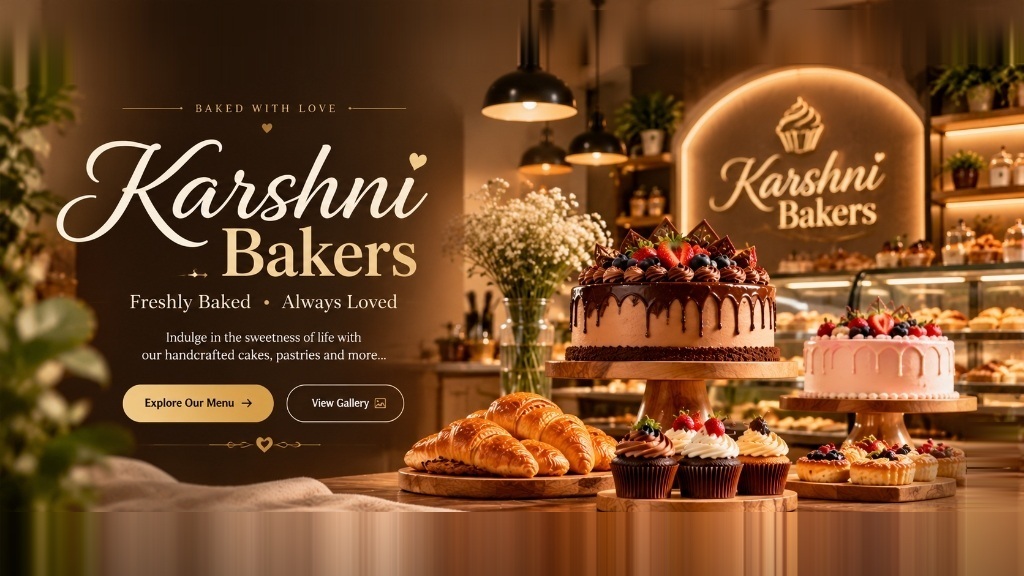 BAKED WITH LOVE
Karshni
Bakers
Freshly Baked • Always Loved
Indulge in the sweetness of life with
our handcrafted cakes, pastries and more...
Explore Our Menu →
View Gallery
Karshni
Bakers